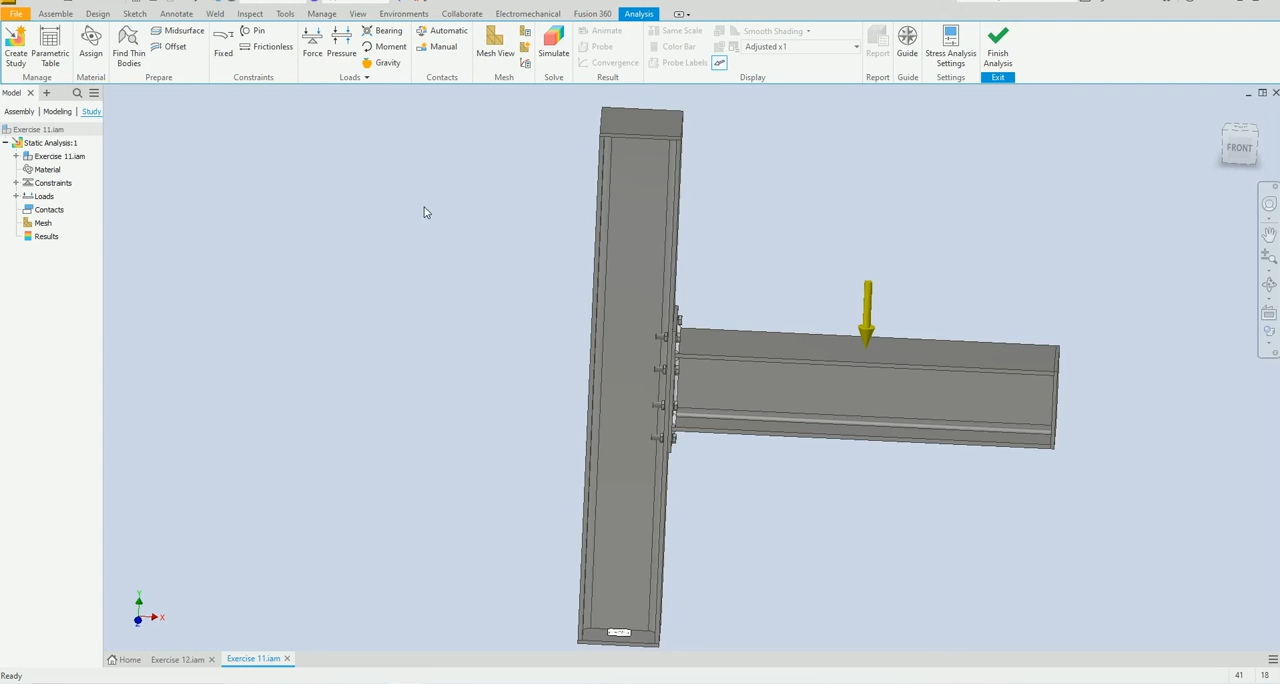 File Assemble Design Sketch Annotate Weld Inspect Tools Manage View Environments Collaborate Electromechanical Fusion 360 Analysis
Create Study
Parametric Table
Manage
Assign
Material
Find Thin Bodies
Midsurface
Offset
Prepare
Fixed
Pin
Frictionless
Constraints
Force
Pressure
Bearing
Moment
Gravity
Loads
Automatic
Manual
Contacts
Mesh View
Mesh
Simulate
Solve
Animate
Probe
Convergence
Result
Same Scale
Color Bar
Probe Labels
Smooth Shading
Adjusted x1
Display
Report
Report
Guide
Guide
Stress Analysis Settings
Settings
Finish Analysis
Exit
Model
Assembly Modeling Study
Exercise 11.iam
Static Analysis:1
Exercise 11.iam
Material
Constraints
Loads
Contacts
Mesh
Results
FRONT
Y
X
Home Exercise 12.iam Exercise 11.iam
Ready 41 18